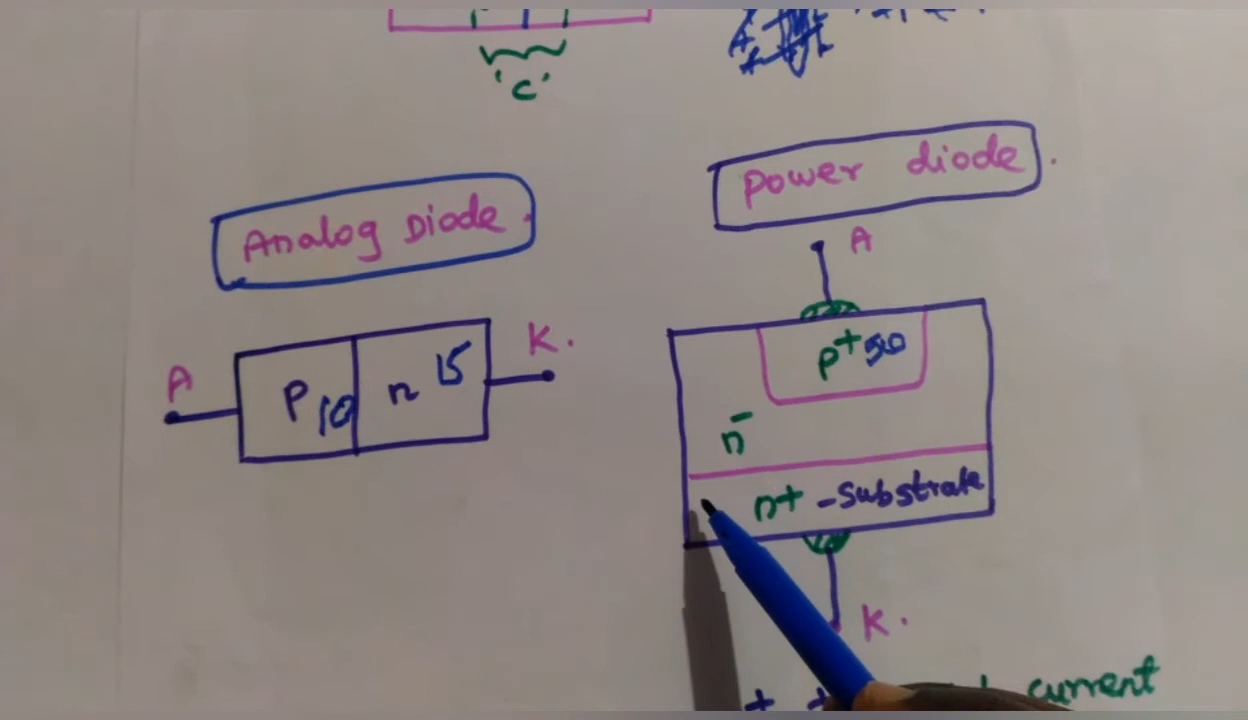 'c'
Power diode.
Analog Diode.
A
A
K.
P 10
n 15
p+ 50
n-
n+ - Substrate
K.
current